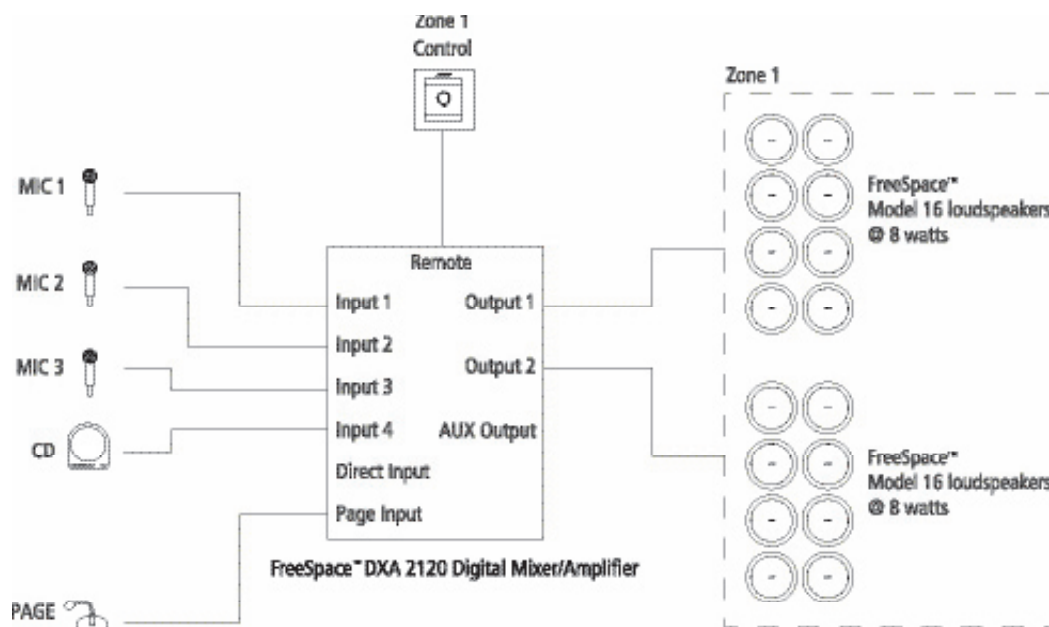 Zone 1
Control
Zone 1
MIC 1
FreeSpace™
Model 16 loudspeakers
@ 8 watts
Remote
MIC 2
Input 1
Output 1
Input 2
MIC 3
Output 2
Input 3
Input 4
AUX Output
CD
Direct Input
FreeSpace™
Model 16 loudspeakers
@ 8 watts
Page Input
FreeSpace™ DXA 2120 Digital Mixer/Amplifier
PAGE